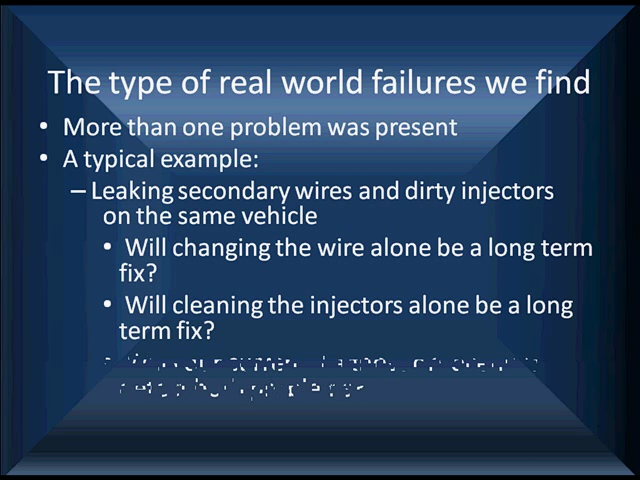 The type of real world failures we find
• More than one problem was present
• A typical example:
– Leaking secondary wires and dirty injectors
on the same vehicle
• Will changing the wire alone be a long term
fix?
• Will cleaning the injectors alone be a long
term fix?